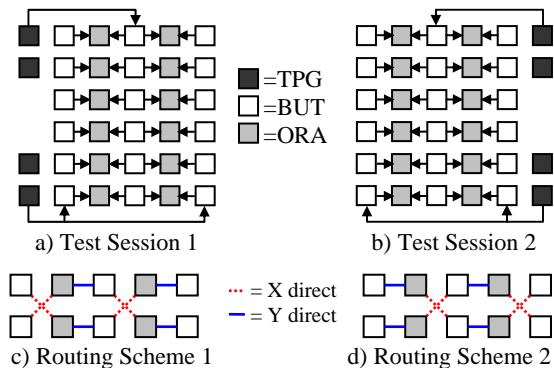 =TPG
=BUT
=ORA
a) Test Session 1
b) Test Session 2
= X direct
= Y direct
c) Routing Scheme 1
d) Routing Scheme 2